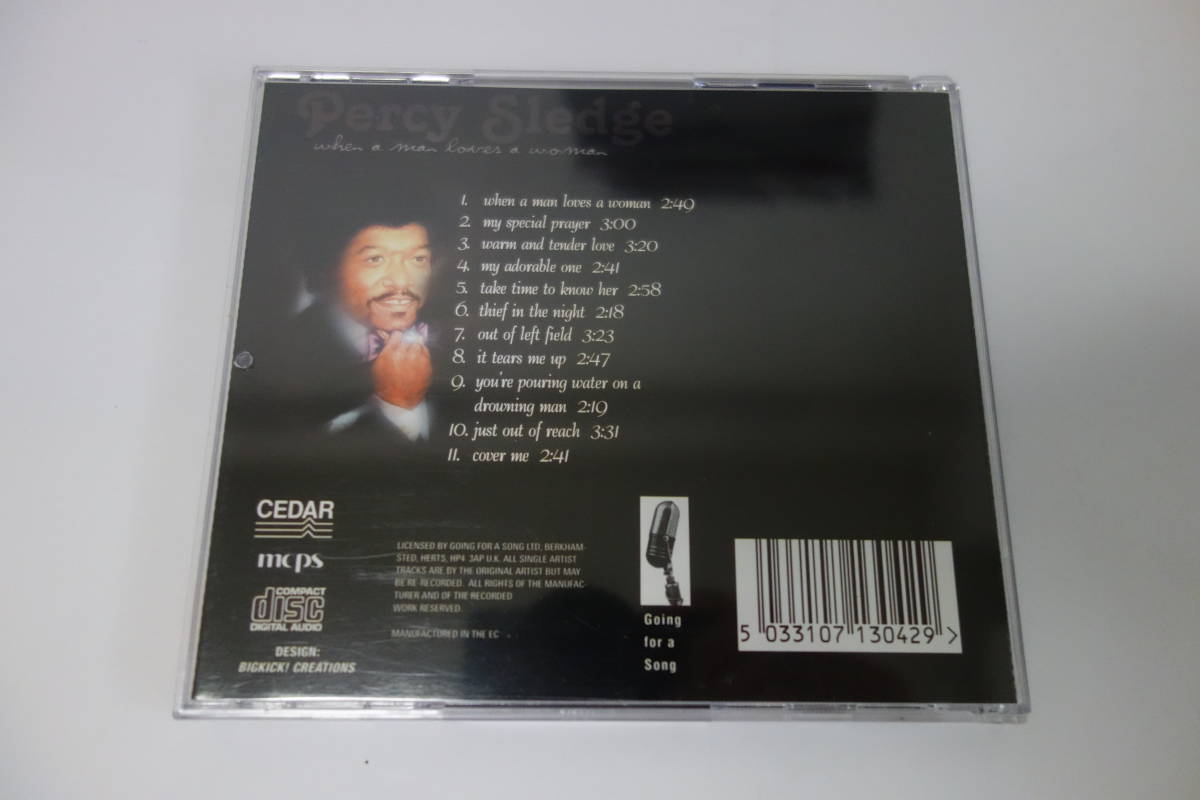 Percy Sledge
when a man loves a woman
1. when a man loves a woman 2:49
2. my special prayer 3:00
3. warm and tender love 3:20
4. my adorable one 2:41
5. take time to know her 2:58
6. thief in the night 2:18
7. out of left field 3:23
8. it tears me up 2:47
9. you're pouring water on a
drowning man 2:19
10. just out of reach 3:31
11. cover me 2:41
CEDAR
mcps
COMPACT
disc
DIGITAL AUDIO
DESIGN:
BIGKICK! CREATIONS
LICENSED BY GOING FOR A SONG LTD, BERKHAM-
STED, HERTS, HP4 3AP U.K. ALL SINGLE ARTIST
TRACKS ARE BY THE ORIGINAL ARTIST BUT MAY
BE RE-RECORDED. ALL RIGHTS OF THE MANUFAC-
TURER AND OF THE RECORDED
WORK RESERVED.
MANUFACTURED IN THE EC
Going
for a
Song
5 033107 130429 >